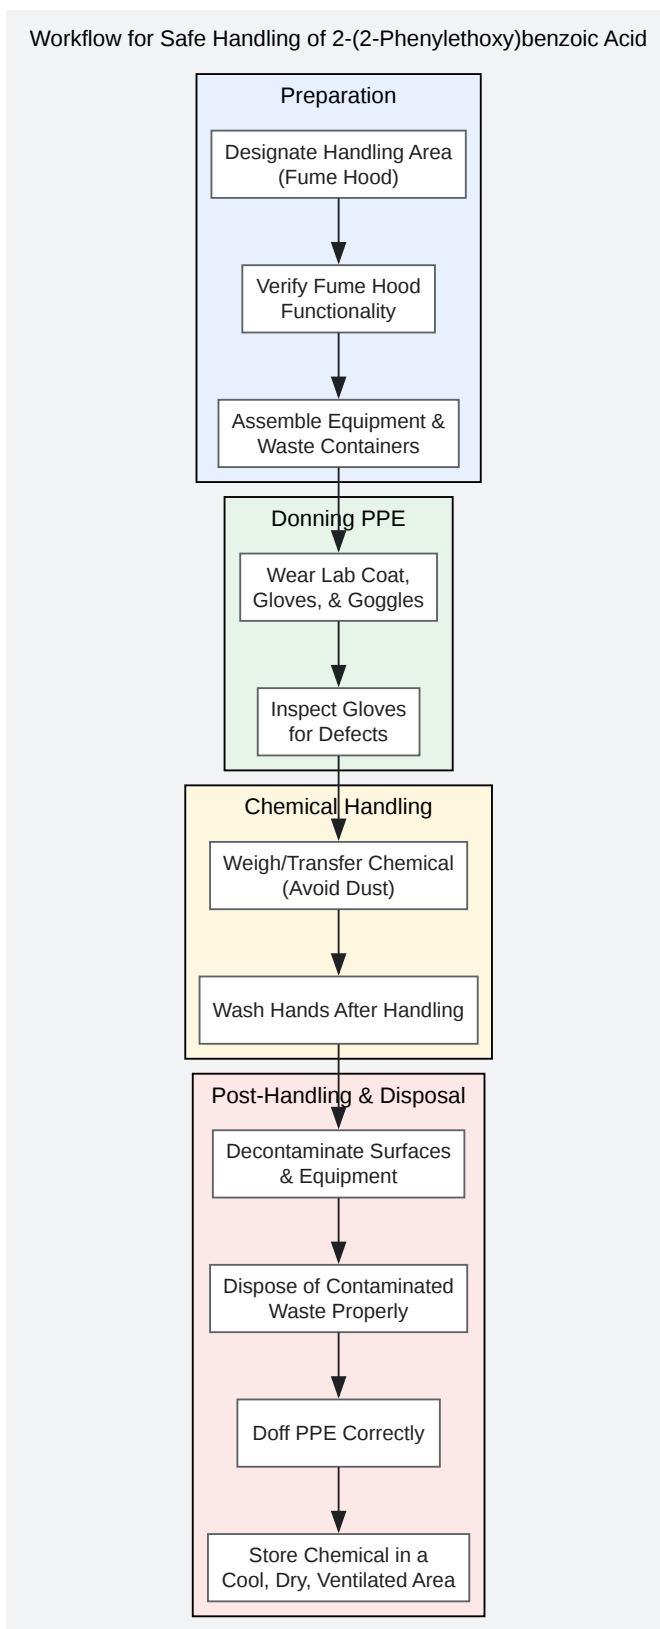 Workflow for Safe Handling of 2-(2-Phenylethoxy)benzoic Acid
Preparation
Designate Handling Area
(Fume Hood)
Verify Fume Hood
Functionality
Assemble Equipment &
Waste Containers
Donning PPE
Wear Lab Coat,
Gloves, & Goggles
Inspect Gloves
for Defects
Chemical Handling
Weigh/Transfer Chemical
(Avoid Dust)
Wash Hands After Handling
Post-Handling & Disposal
Decontaminate Surfaces
& Equipment
Dispose of Contaminated
Waste Properly
Doff PPE Correctly
Store Chemical in a
Cool, Dry, Ventilated Area